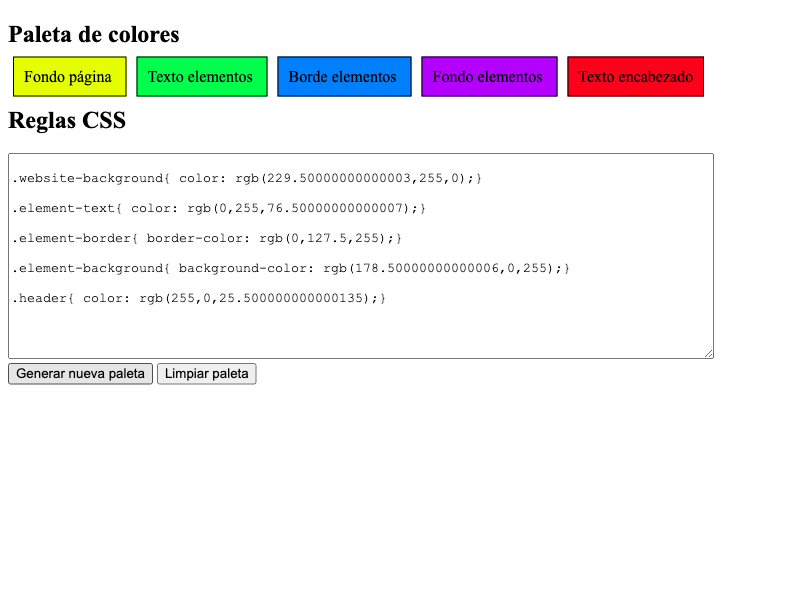 Paleta de colores
Fondo página Texto elementos Borde elementos Fondo elementos Texto encabezado
Reglas CSS
.website-background{ color: rgb(229.50000000000003,255,0);}
.element-text{ color: rgb(0,255,76.50000000000007);}
.element-border{ border-color: rgb(0,127.5,255);}
.element-background{ background-color: rgb(178.50000000000006,0,255);}
.header{ color: rgb(255,0,25.500000000000135);}
Generar nueva paleta Limpiar paleta